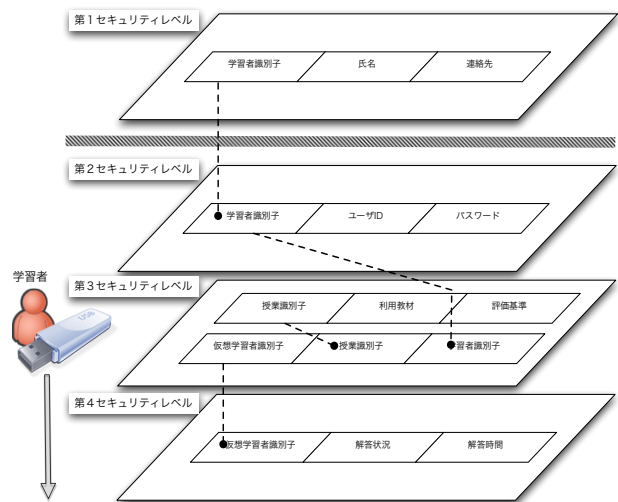 第1セキュリティレベル
学習者識別子 氏名 連絡先
第2セキュリティレベル
学習者識別子 ユーザID パスワード
学習者
第3セキュリティレベル
授業識別子 利用教材 評価基準
仮想学習者識別子 授業識別子 習者識別子
USB
第4セキュリティレベル
仮想学習者識別子 解答状況 解答時間